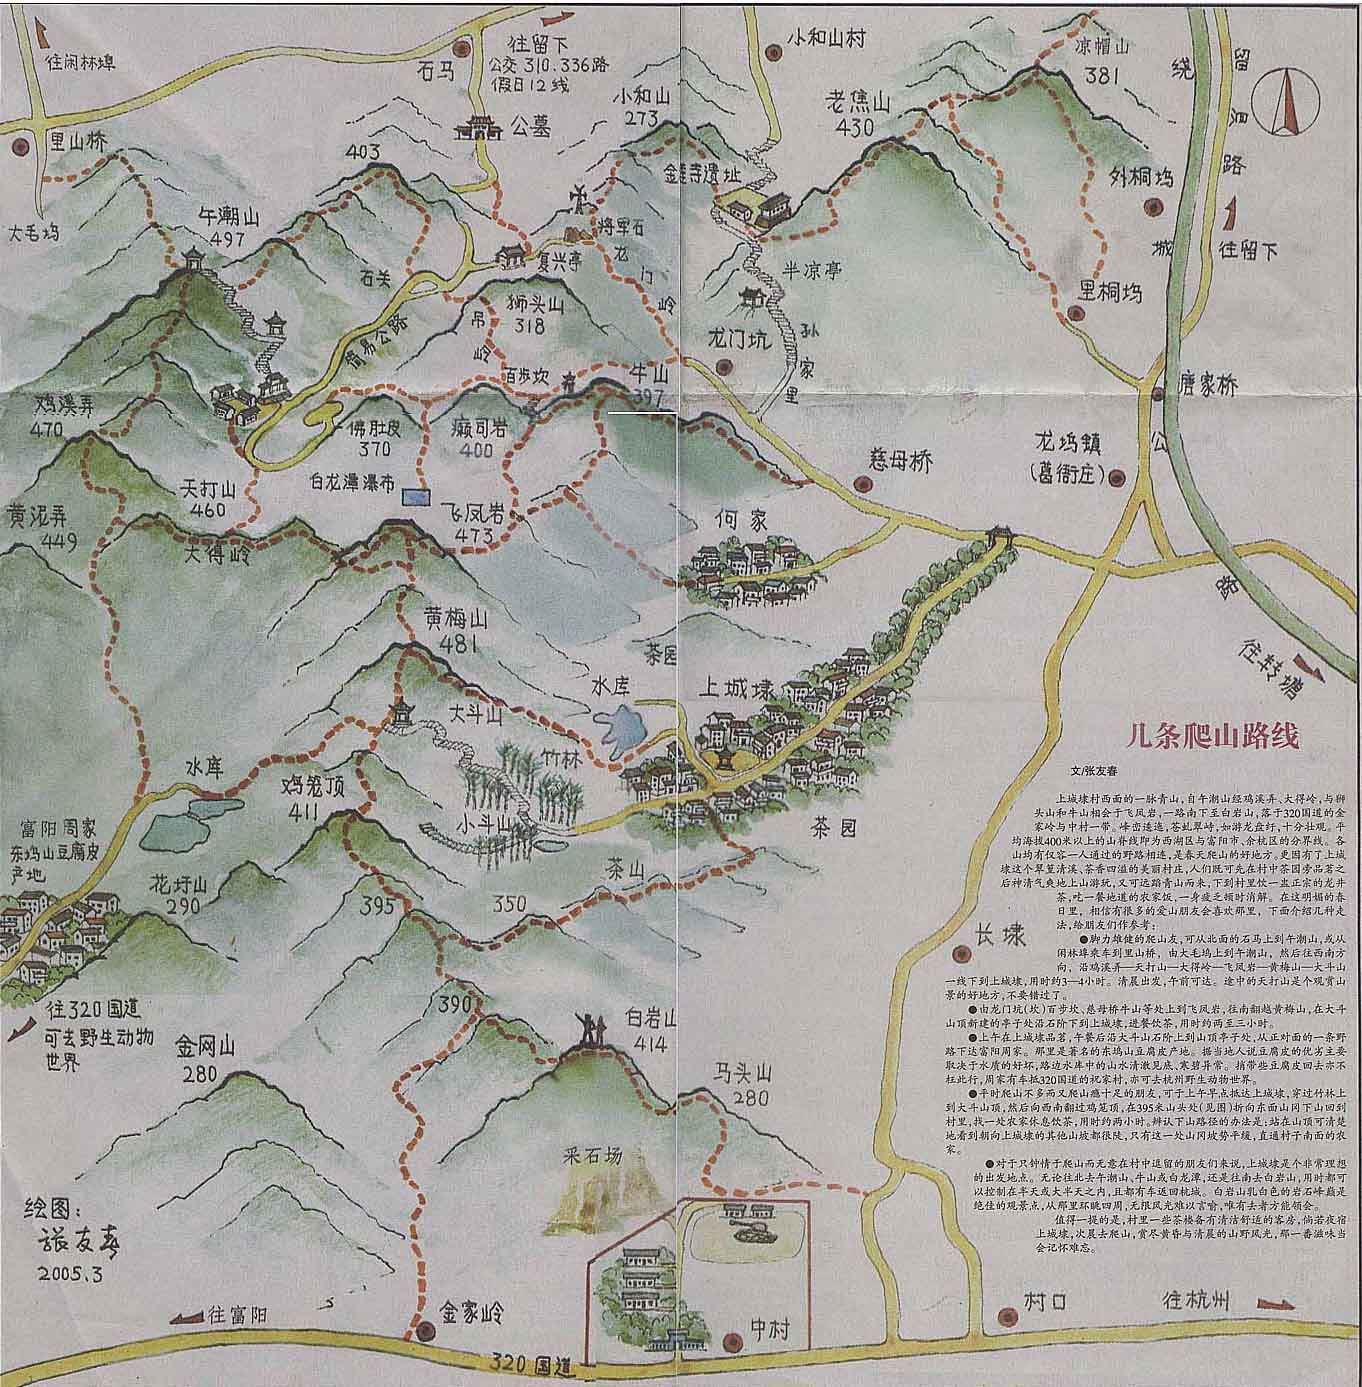 往闲林埠
石马
往留下
公交310.336路
假日12线
小和山村
凉帽山
381
绕
留
路
里山桥
公墓
小和山
273
老焦山
430
403
大毛坞
午潮山
497
石关
将军石
复兴亭
龙
门
岭
外桐坞
城
往留下
半凉亭
里桐坞
狮头山
318
吊
岭
简易公路
龙门坑
孙
家
里
百步坎
牛山
397
唐家桥
鸡溪弄
470
佛肚皮
370
癞司岩
400
慈母桥
龙坞镇
(葛衙庄)
公
天打山
460
白龙潭瀑布
飞凤岩
473
何家
黄泥弄
449
大得岭
路
黄梅山
481
茶园
往转塘
水库
上城埭
大斗山
竹林
水库
鸡笼顶
411
小斗山
茶园
富阳周家
东坞山豆腐皮
产地
花圩山
290
395
350
茶山
长埭
往320国道
可去野生动物
世界
390
白岩山
414
金网山
280
马头山
280
采石场
绘图:
张友春
2005.3
往富阳
金家岭
320国道
中村
村口
往杭州
几条爬山路线
文/张友春
上城埭村西面的一脉青山,自午潮山经鸡溪弄、大得岭,与狮
头山和牛山相会于飞凤岩,一路南下至白岩山,落于320国道的金
家岭与中村一带。峰峦逶迤,苍虬翠峙,如游龙盘纡,十分壮观。平
均海拔400米以上的山脊线即为西湖区与富阳市、余杭区的分界线。各
山均有仅容一人通过的野路相连,是春天爬山的好地方。更因有了上城
埭这个翠篁清溪、茶香四溢的美丽村庄,人们既可先在村中茶园旁品茗之
后神清气爽地上山游玩,又可远蹈青山而来,下到村里饮一盅正宗的龙井
茶,吃一餐地道的农家饭,一身疲乏顿时消解。在这明媚的春
日里,相信有很多的爱山朋友会喜欢那里,下面介绍几种走
法,给朋友们作参考:
●脚力雄健的爬山友,可从北面的石马上到午潮山,或从
闲林埠乘车到里山桥,由大毛坞上到午潮山,然后往西南方
向,沿鸡溪弄—天打山—大得岭—飞凤岩—黄梅山—大斗山
一线下到上城埭,用时约3—4小时。清晨出发,午前可达。途中的天打山是个观赏山
景的好地方,不要错过了。
●由龙门坑(坎)百步坎、慈母桥牛山等处上到飞凤岩,往南翻越黄梅山,在大斗
山顶新建的亭子处沿石阶下到上城埭,进餐饮茶,用时约两至三小时。
●上午在上城埭品茗,午餐后沿大斗山石阶上到山顶亭子处,从正对面的一条野
路下达富阳周家。那里是著名的东坞山豆腐皮产地。据当地人说豆腐皮的优劣主要
取决于水质的好坏,路边水库中的山水清澈见底、寒碧异常。捎带些豆腐皮回去亦不
枉此行,周家有车抵320国道的祝家村,亦可去杭州野生动物世界。
●平时爬山不多而又爬山瘾十足的朋友,可于上午早点抵达上城埭,穿过竹林上
到大斗山顶,然后向西南翻过鸡笼顶,在395米山头处(见图)折向东面山冈下山回到
村里,找一处农家休息饮茶,用时约两小时。辨认下山路径的办法是:站在山顶可清楚
地看到朝向上城埭的其他山坡都很陡,只有这一处山冈坡势平缓,直通村子南面的农
家。
●对于只钟情于爬山而无意在村中逗留的朋友们来说,上城埭是个非常理想
的出发地点。无论往北去午潮山、牛山或白龙潭,还是往南去白岩山,用时都可
以控制在半天或大半天之内,且都有车返回杭城。白岩山乳白色的岩石峰巅是
绝佳的观景点,从那里环眺四周,无限风光难以言喻,唯有去者方能领会。
值得一提的是,村里一些茶楼备有清洁舒适的客房,倘若夜宿
上城埭,次晨去爬山,赏尽黄昏与清晨的山野风光,那一番滋味当
会记怀难忘。